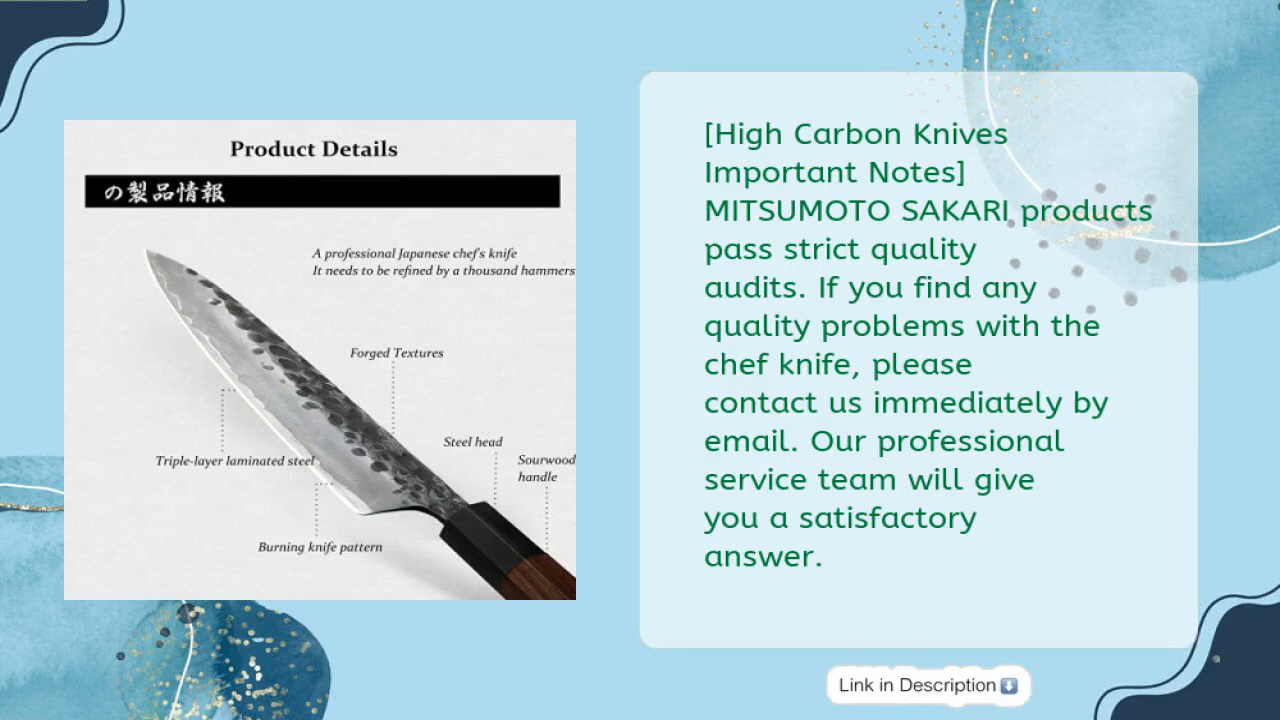 Product Details
の製品情報
A professional Japanese chef's knife
It needs to be refined by a thousand hammers
Forged Textures
Steel head
Sourwood
handle
Triple-layer laminated steel
Burning knife pattern
[High Carbon Knives
Important Notes]
MITSUMOTO SAKARI products
pass strict quality
audits. If you find any
quality problems with the
chef knife, please
contact us immediately by
email. Our professional
service team will give
you a satisfactory
answer.
Link in Description